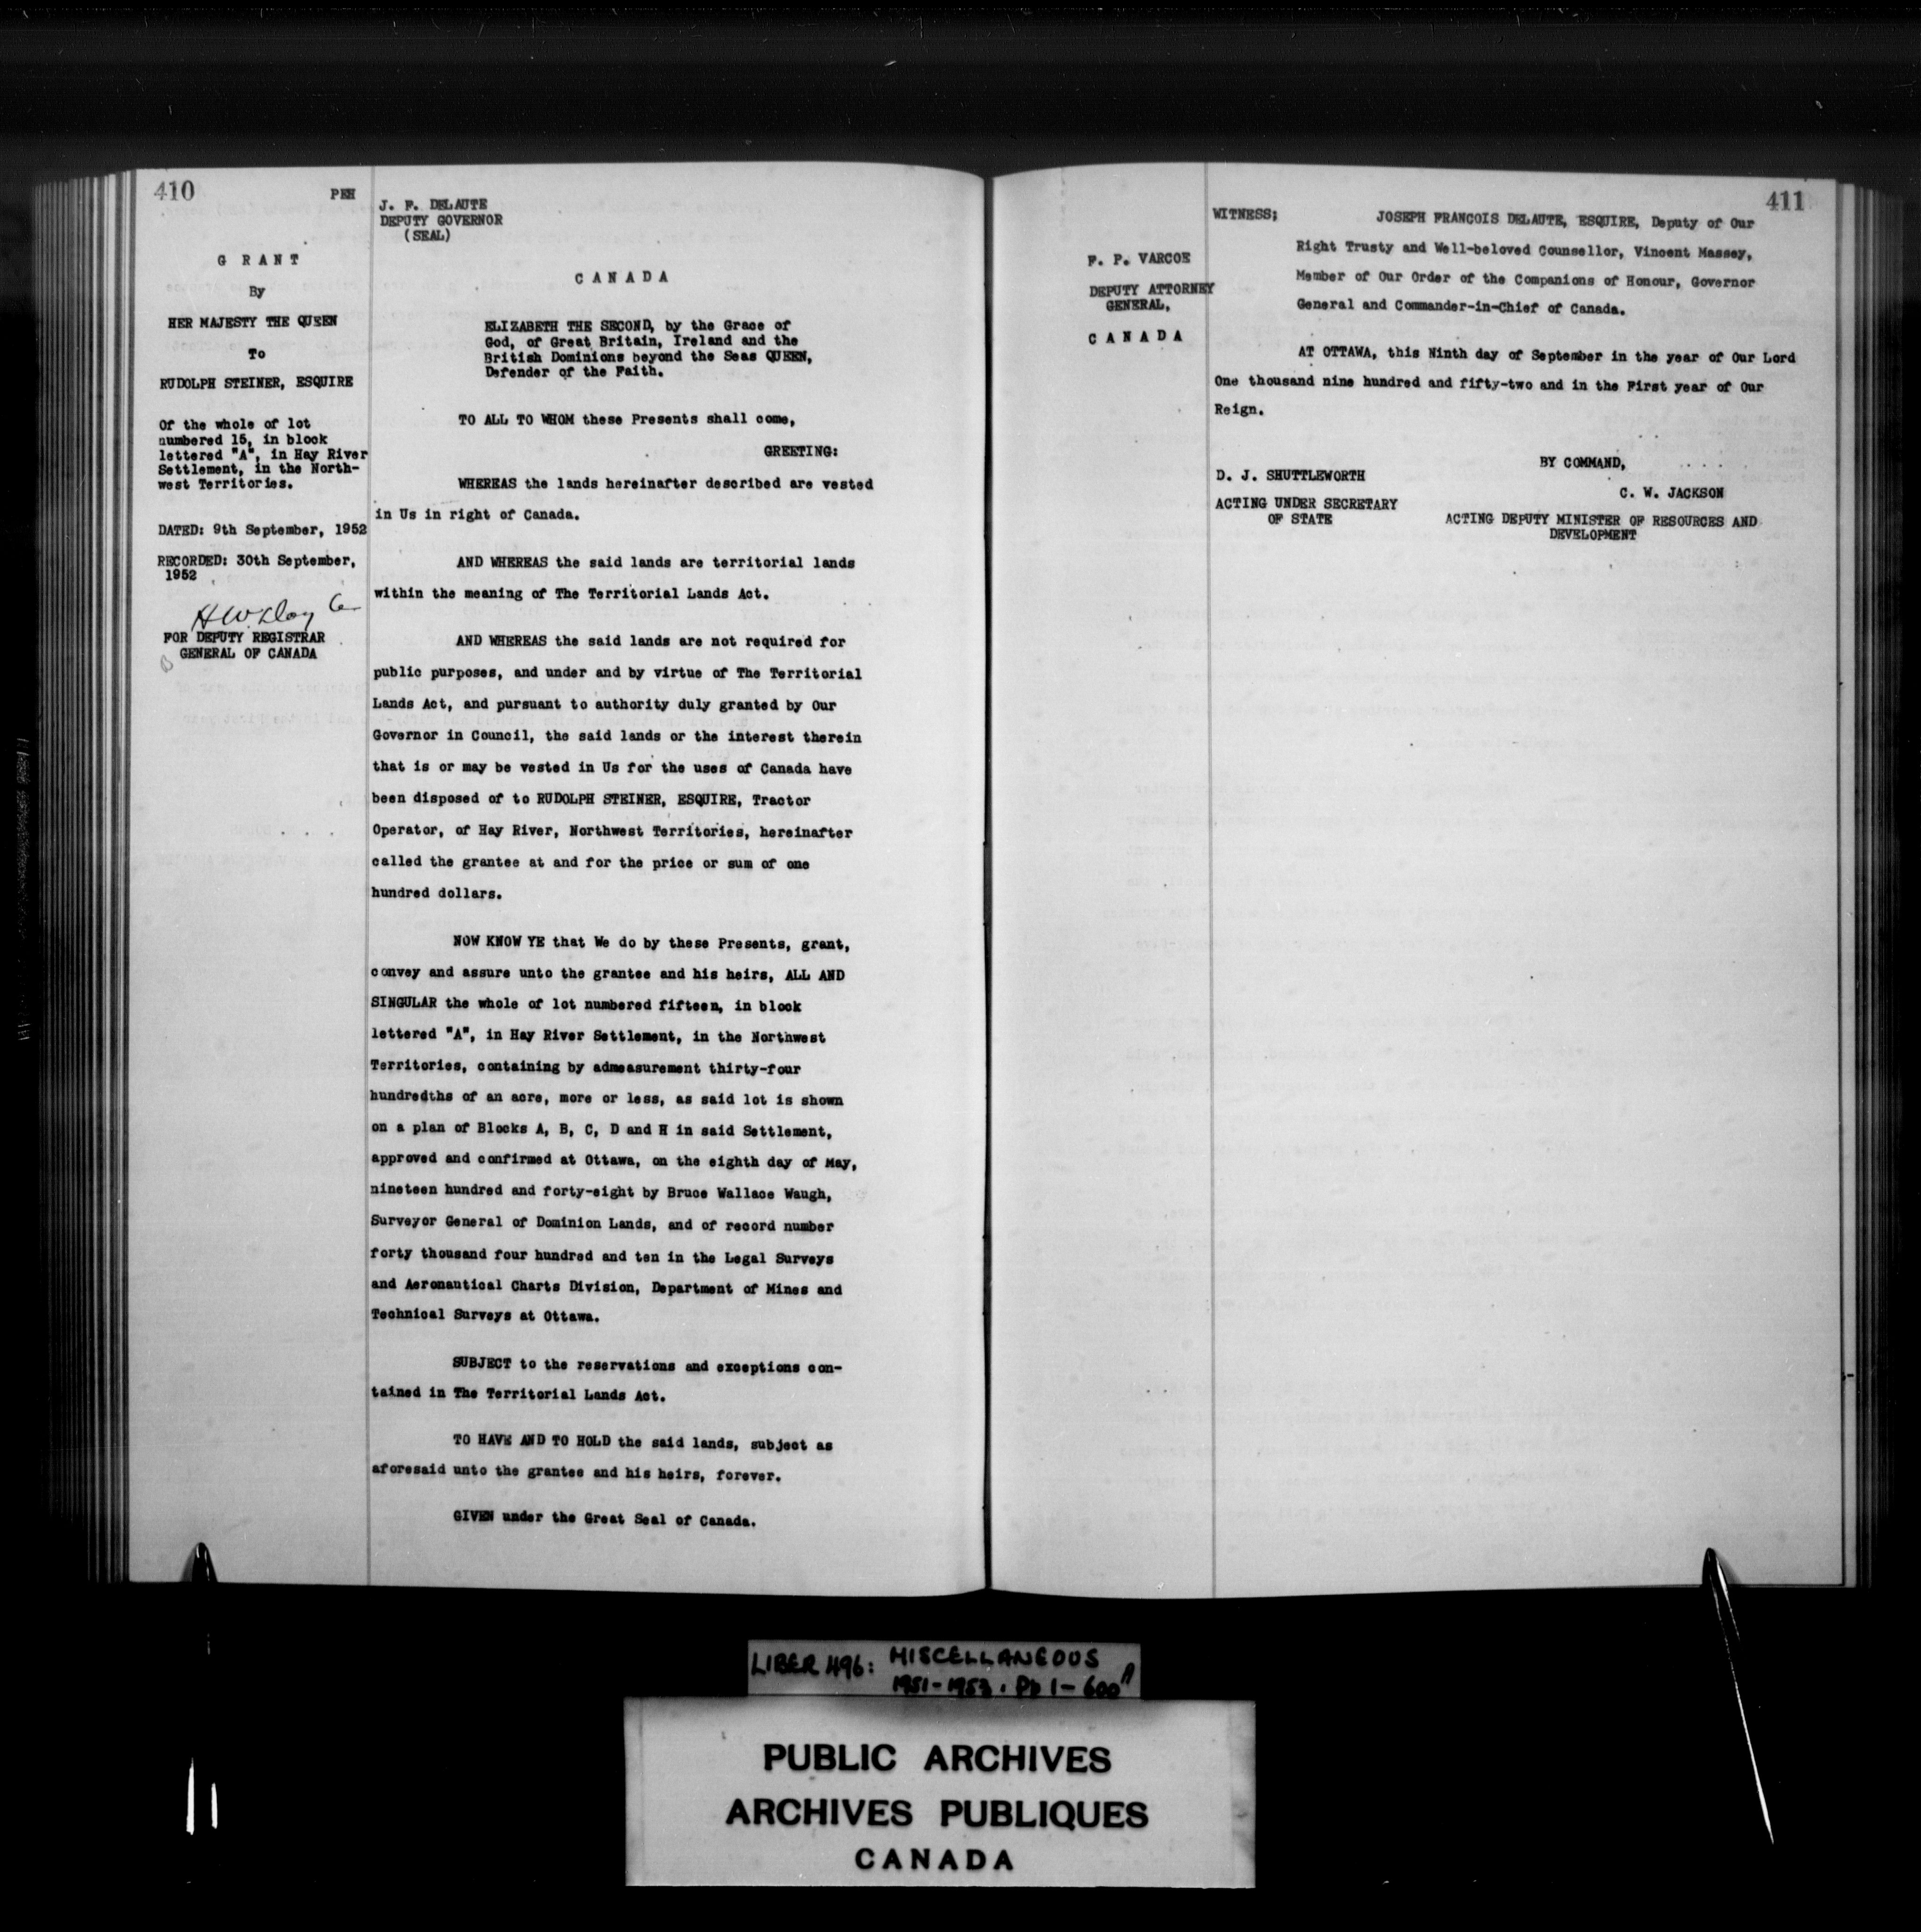 410
PEH
G R A N T
By
HER MAJESTY THE QUEEN
To
RUDOLPH STEINER, ESQUIRE
Of the whole of lot
numbered 15, in block
lettered "A", in Hay River
Settlement, in the North-
west Territories.
DATED: 9th September, 1952
RECORDED: 30th September,
1952
FOR DEPUTY REGISTRAR
GENERAL OF CANADA
J. F. DELAUTE
DEPUTY GOVERNOR
(SEAL)
C A N A D A
ELIZABETH THE SECOND, by the Grace of
God, of Great Britain, Ireland and the
British Dominions beyond the Seas QUEEN,
Defender of the Faith.
TO ALL TO WHOM these Presents shall come,
GREETING:
WHEREAS the lands hereinafter described are vested
in Us in right of Canada.
AND WHEREAS the said lands are territorial lands
within the meaning of The Territorial Lands Act.
AND WHEREAS the said lands are not required for
public purposes, and under and by virtue of The Territorial
Lands Act, and pursuant to authority duly granted by Our
Governor in Council, the said lands or the interest therein
that is or may be vested in Us for the uses of Canada have
been disposed of to RUDOLPH STEINER, ESQUIRE, Tractor
Operator, of Hay River, Northwest Territories, hereinafter
called the grantee at and for the price or sum of one
hundred dollars.
NOW KNOW YE that We do by these Presents, grant,
convey and assure unto the grantee and his heirs, ALL AND
SINGULAR the whole of lot numbered fifteen, in block
lettered "A", in Hay River Settlement, in the Northwest
Territories, containing by admeasurement thirty-four
hundredths of an acre, more or less, as said lot is shown
on a plan of Blocks A, B, C, D and H in said Settlement,
approved and confirmed at Ottawa, on the eighth day of May,
nineteen hundred and forty-eight by Bruce Wallace Waugh,
Surveyor General of Dominion Lands, and of record number
forty thousand four hundred and ten in the Legal Surveys
and Aeronautical Charts Division, Department of Mines and
Technical Surveys at Ottawa.
SUBJECT to the reservations and exceptions con-
tained in The Territorial Lands Act.
TO HAVE AND TO HOLD the said lands, subject as
aforesaid unto the grantee and his heirs, forever.
GIVEN under the Great Seal of Canada.
411
F. P. VARCOE
DEPUTY ATTORNEY
GENERAL,
C A N A D A
WITNESS; JOSEPH FRANCOIS DELAUTE, ESQUIRE, Deputy of Our
Right Trusty and Well-beloved Counsellor, Vincent Massey,
Member of Our Order of the Companions of Honour, Governor
General and Commander-in-Chief of Canada.
AT OTTAWA, this Ninth day of September in the year of Our Lord
One thousand nine hundred and fifty-two and in the First year of Our
Reign.
BY COMMAND,
D. J. SHUTTLEWORTH
C. W. JACKSON
ACTING UNDER SECRETARY
OF STATE
ACTING DEPUTY MINISTER OF RESOURCES AND
DEVELOPMENT
LIBER 496: MISCELLANEOUS
1951-1953. Pp 1-600A
PUBLIC ARCHIVES
ARCHIVES PUBLIQUES
CANADA